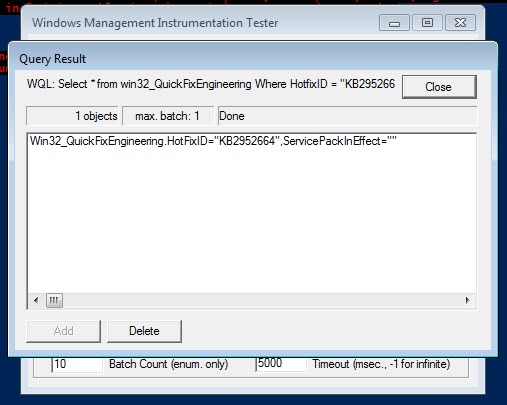 Windows Management Instrumentation Tester
Query Result
WQL: Select * from win32_QuickFixEngineering Where HotfixID = "KB295266
Close
1 objects
max. batch: 1
Done
Win32_QuickFixEngineering.HotFixID="KB2952664",ServicePackInEffect=""
Add
Delete
10
Batch Count (enum. only)
5000
Timeout (msec., -1 for infinite)